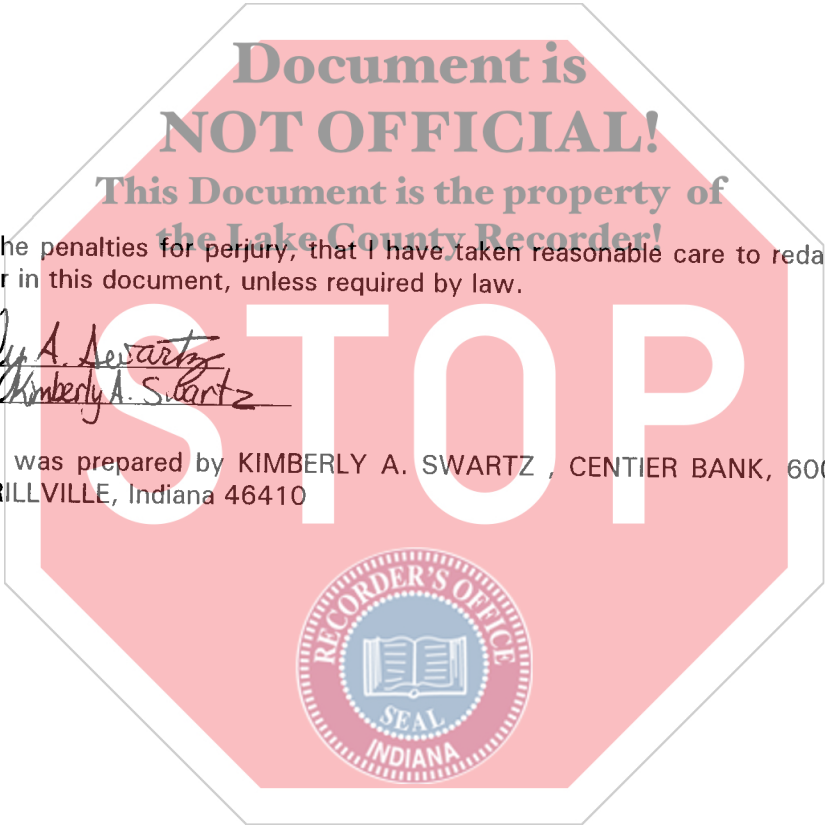 Document is
NOT OFFICIAL!
This Document is the property of
the Lake County Recorder!
he penalties for perjury, that I have taken reasonable care to reda
r in this document, unless required by law.
A. Swartz
Kimberly A. Swartz
STOP
was prepared by KIMBERLY A. SWARTZ , CENTIER BANK, 600
RILLVILLE, Indiana 46410
RECORDER'S OFFICE
SEAL
INDIANA